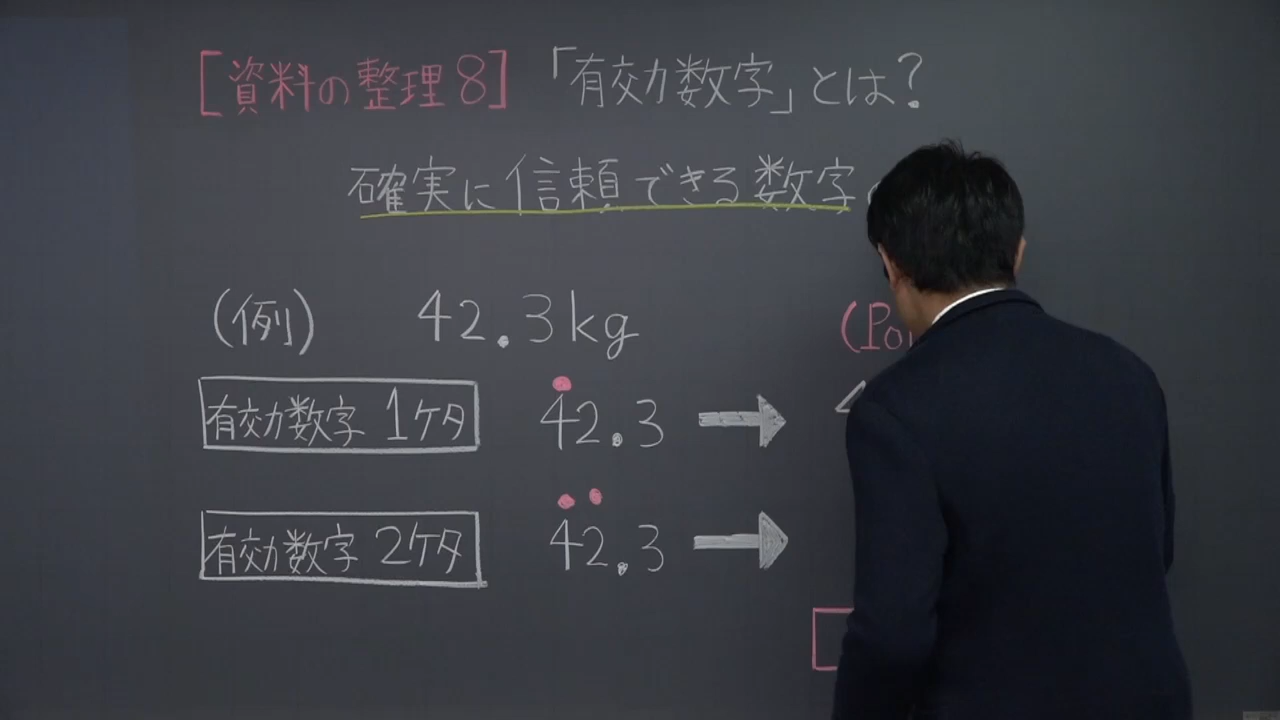 [資料の整理8] 「有効数字」とは?
確実に信頼できる数字
(例) 42.3kg
有効数字 1ケタ 42.3 →
有効数字 2ケタ 42.3 →